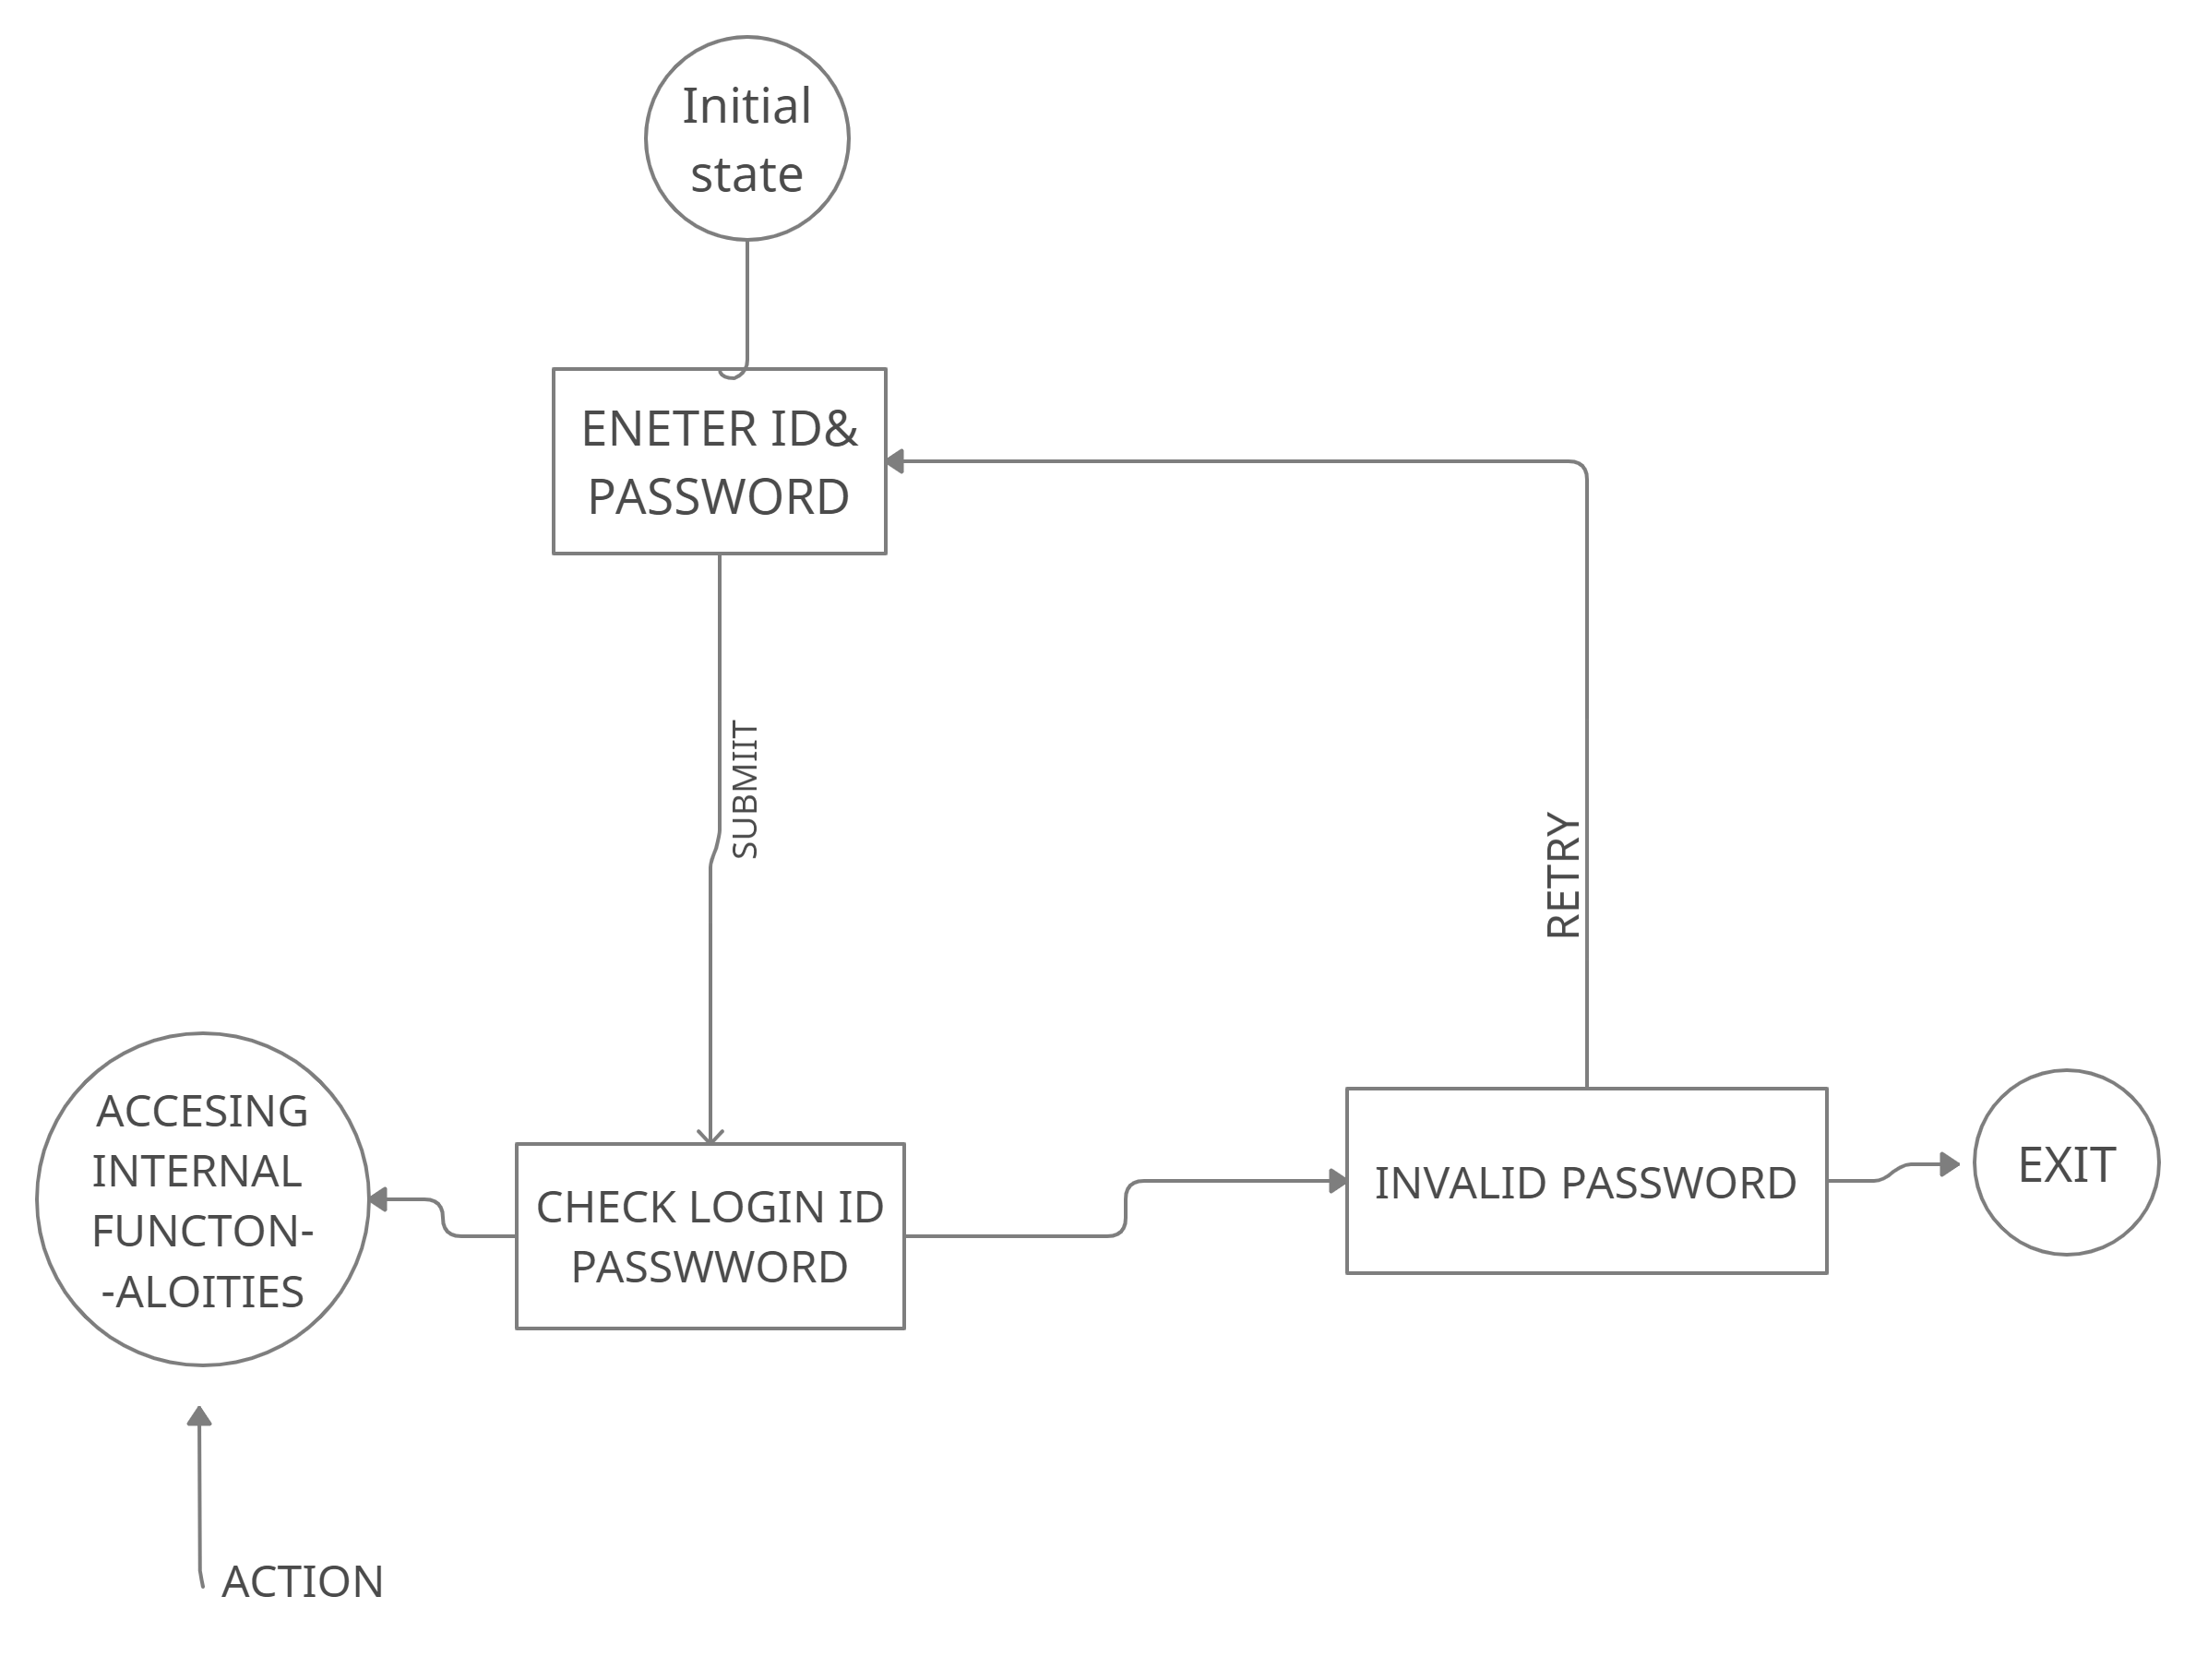 Initial
state
ENETER ID&
PASSWORD
SUBMIIT
RETRY
ACCESING
INTERNAL
FUNCTON-
-ALOITIES
CHECK LOGIN ID
PASSWWORD
INVALID PASSWORD
EXIT
ACTION